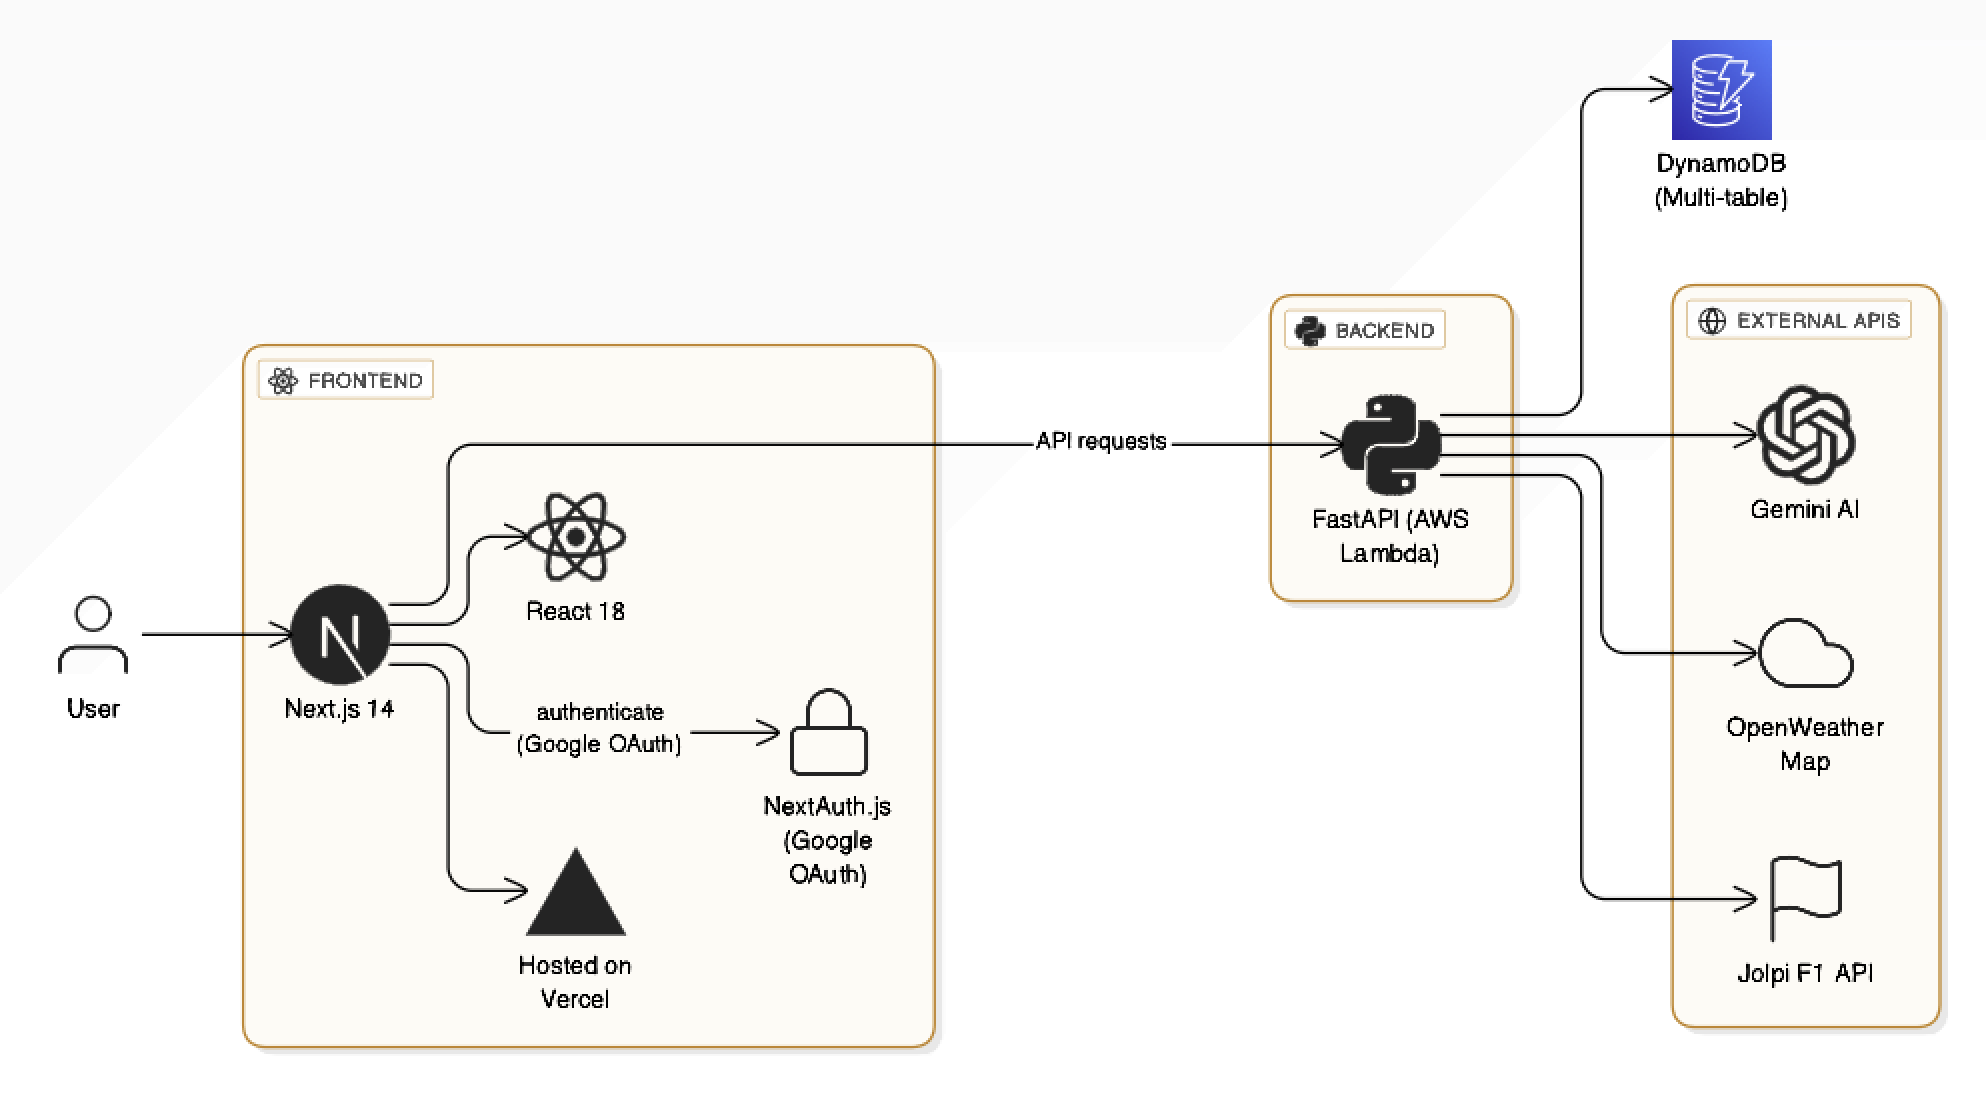 DynamoDB
(Multi-table)
EXTERNAL APIS
BACKEND
FRONTEND
API requests
Gemini AI
FastAPI (AWS
Lambda)
React 18
User
Next.js 14
authenticate
(Google OAuth)
OpenWeather
Map
NextAuth.js
(Google
OAuth)
Hosted on
Vercel
Jolpi F1 API